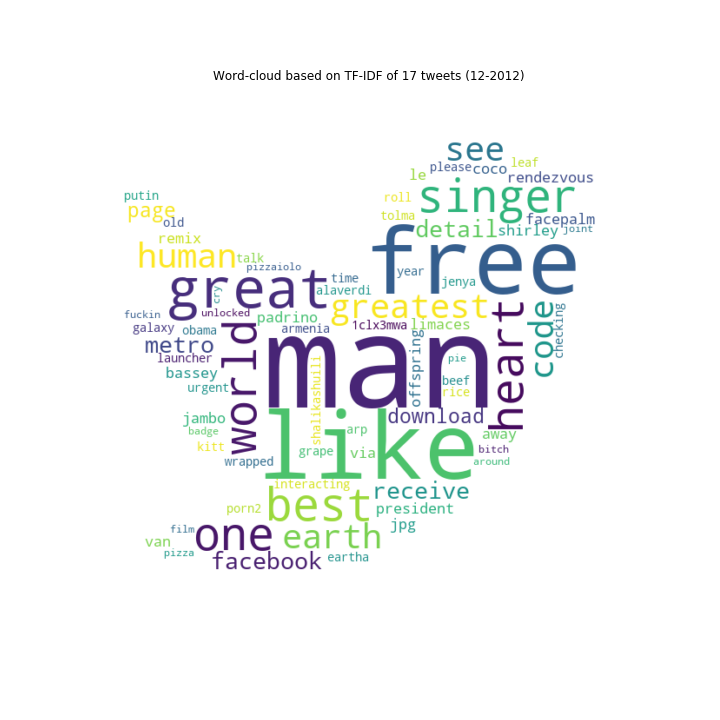 Word-cloud based on TF-IDF of 17 tweets (12-2012)
see
please coco leaf
le rendezvous
putin roll singer
page tolma facepalm
old detail shirley joint
remix free
human talk
pizzaiolo year
great cry time jenya
alaverdi greatest
fuckin unlocked padrino 1clx3mwa limaces heart code checking
galaxy obama world armenia offspring
metro man
launcher pie
bassey beef
urgent shalikashuili rice
jambo like download
badge arp away
kitt grape via bitch
wrapped around
interacting receive
porn2 best president
film one earth jpg
van
pizza facebook eartha